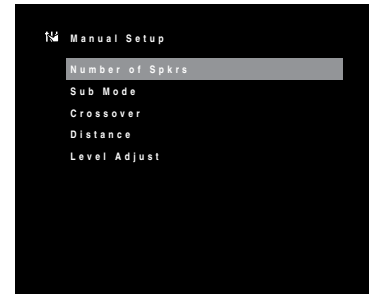 Manual Setup
Number of Spkrs
Sub Mode
Crossover
Distance
Level Adjust